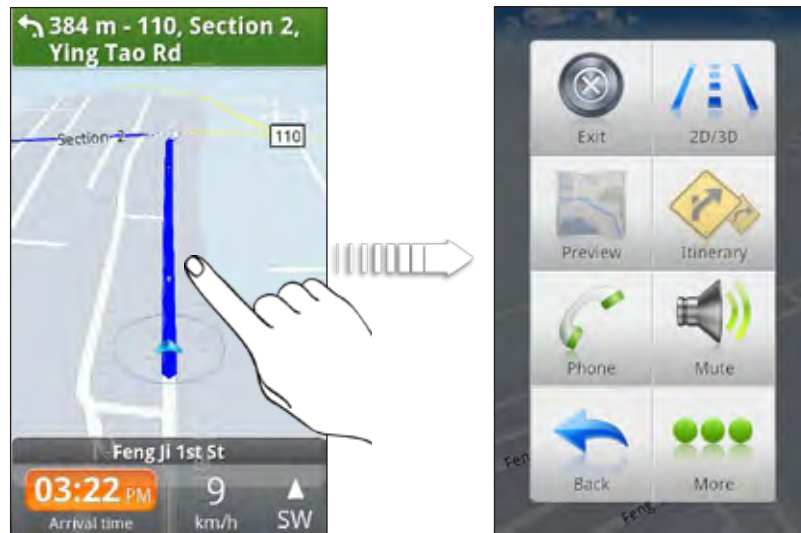 384 m - 110, Section 2,
Ying Tao Rd
Section 2
110
Feng Ji 1st St
03:22 PM
9
Arrival time
km/h
SW
Exit
2D/3D
Preview
Itinerary
Phone
Mute
Back
More
Fen
Feng